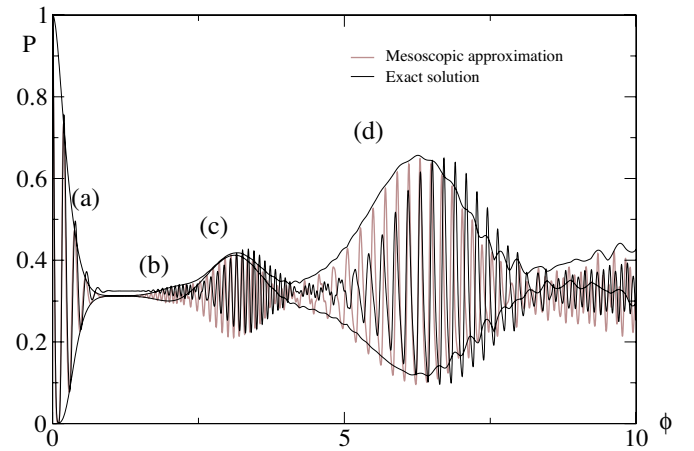 1
P
0.8
0.6
0.4
0.2
0
Mesoscopic approximation
Exact solution
(a)
(b)
(c)
(d)
0
5
10
ϕ